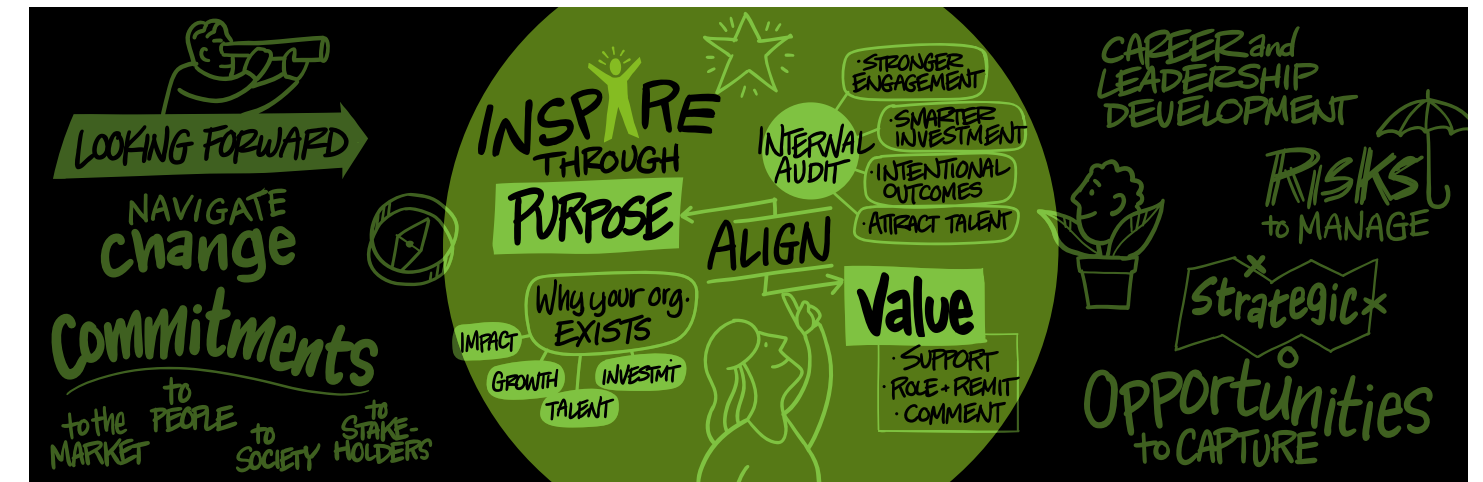 LOOKING FORWARD
NAVIGATE
change
Commitments
to the
MARKET
to
PEOPLE
to
SOCIETY
to
STAKE-
HOLDERS
INSPIRE
THROUGH
PURPOSE
Why your org.
EXISTS
IMPACT
GROWTH
TALENT
INVESTM'T
ALIGN
INTERNAL
AUDIT
· STRONGER
ENGAGEMENT
· SMARTER
INVESTMENT
· INTENTIONAL
OUTCOMES
· ATTRACT TALENT
Value
· SUPPORT
· ROLE + REMIT
· COMMENT
CAREER and
LEADERSHIP
DEVELOPMENT
RISKS
to MANAGE
Strategic
Opportunities
to CAPTURE